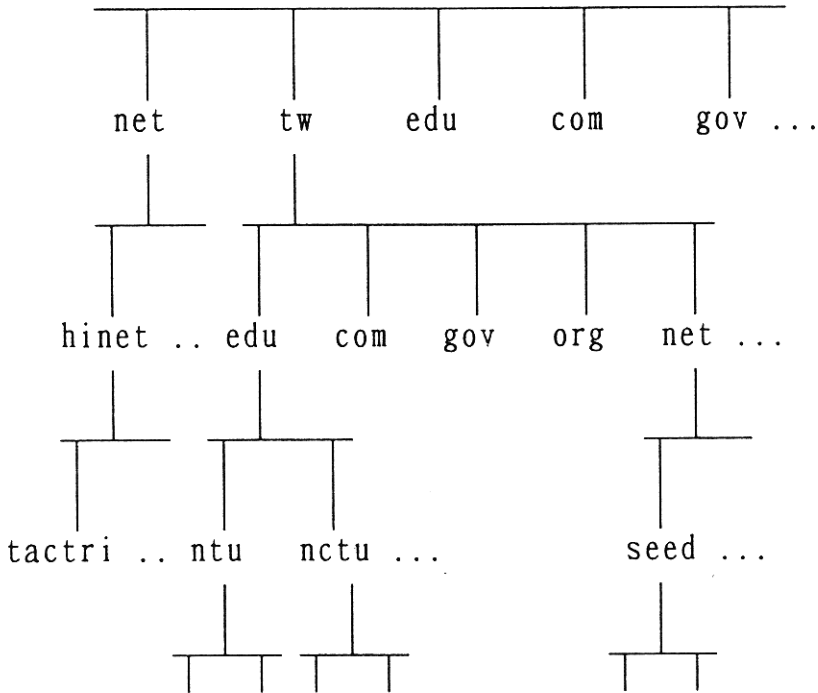 net tw edu com gov ...
hinet .. edu com gov org net ...
tactri .. ntu nctu ... seed ...